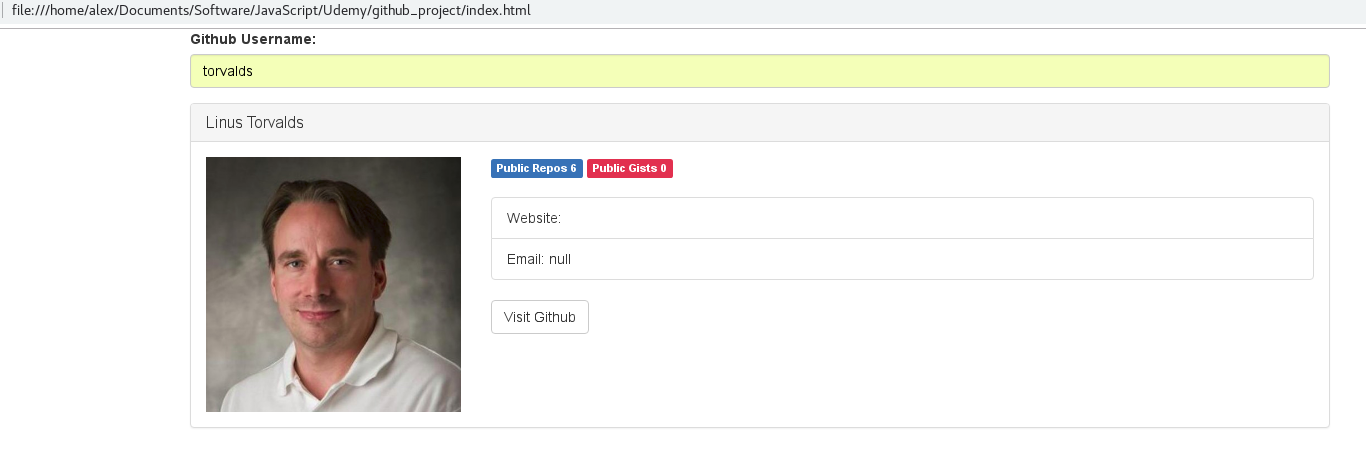 file:///home/alex/Documents/Software/JavaScript/Udemy/github_project/index.html
Github Username:
torvalds
Linus Torvalds
Public Repos 6 Public Gists 0
Website:
Email: null
Visit Github